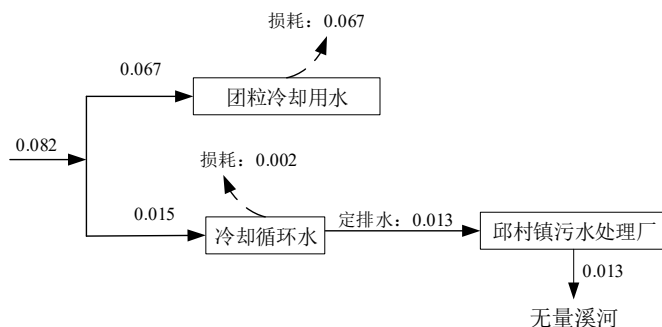 损耗：0.067
0.067
团粒冷却用水
0.082
损耗：0.002
0.015
冷却循环水
定排水：0.013
邱村镇污水处理厂
0.013
无量溪河